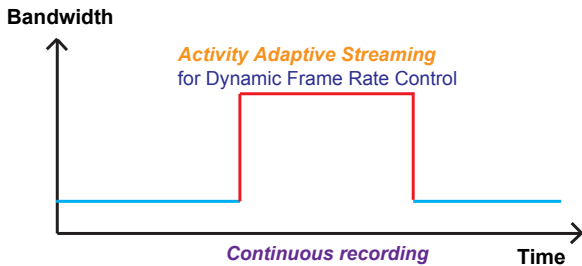 Bandwidth
Activity Adaptive Streaming
for Dynamic Frame Rate Control
Continuous recording
Time